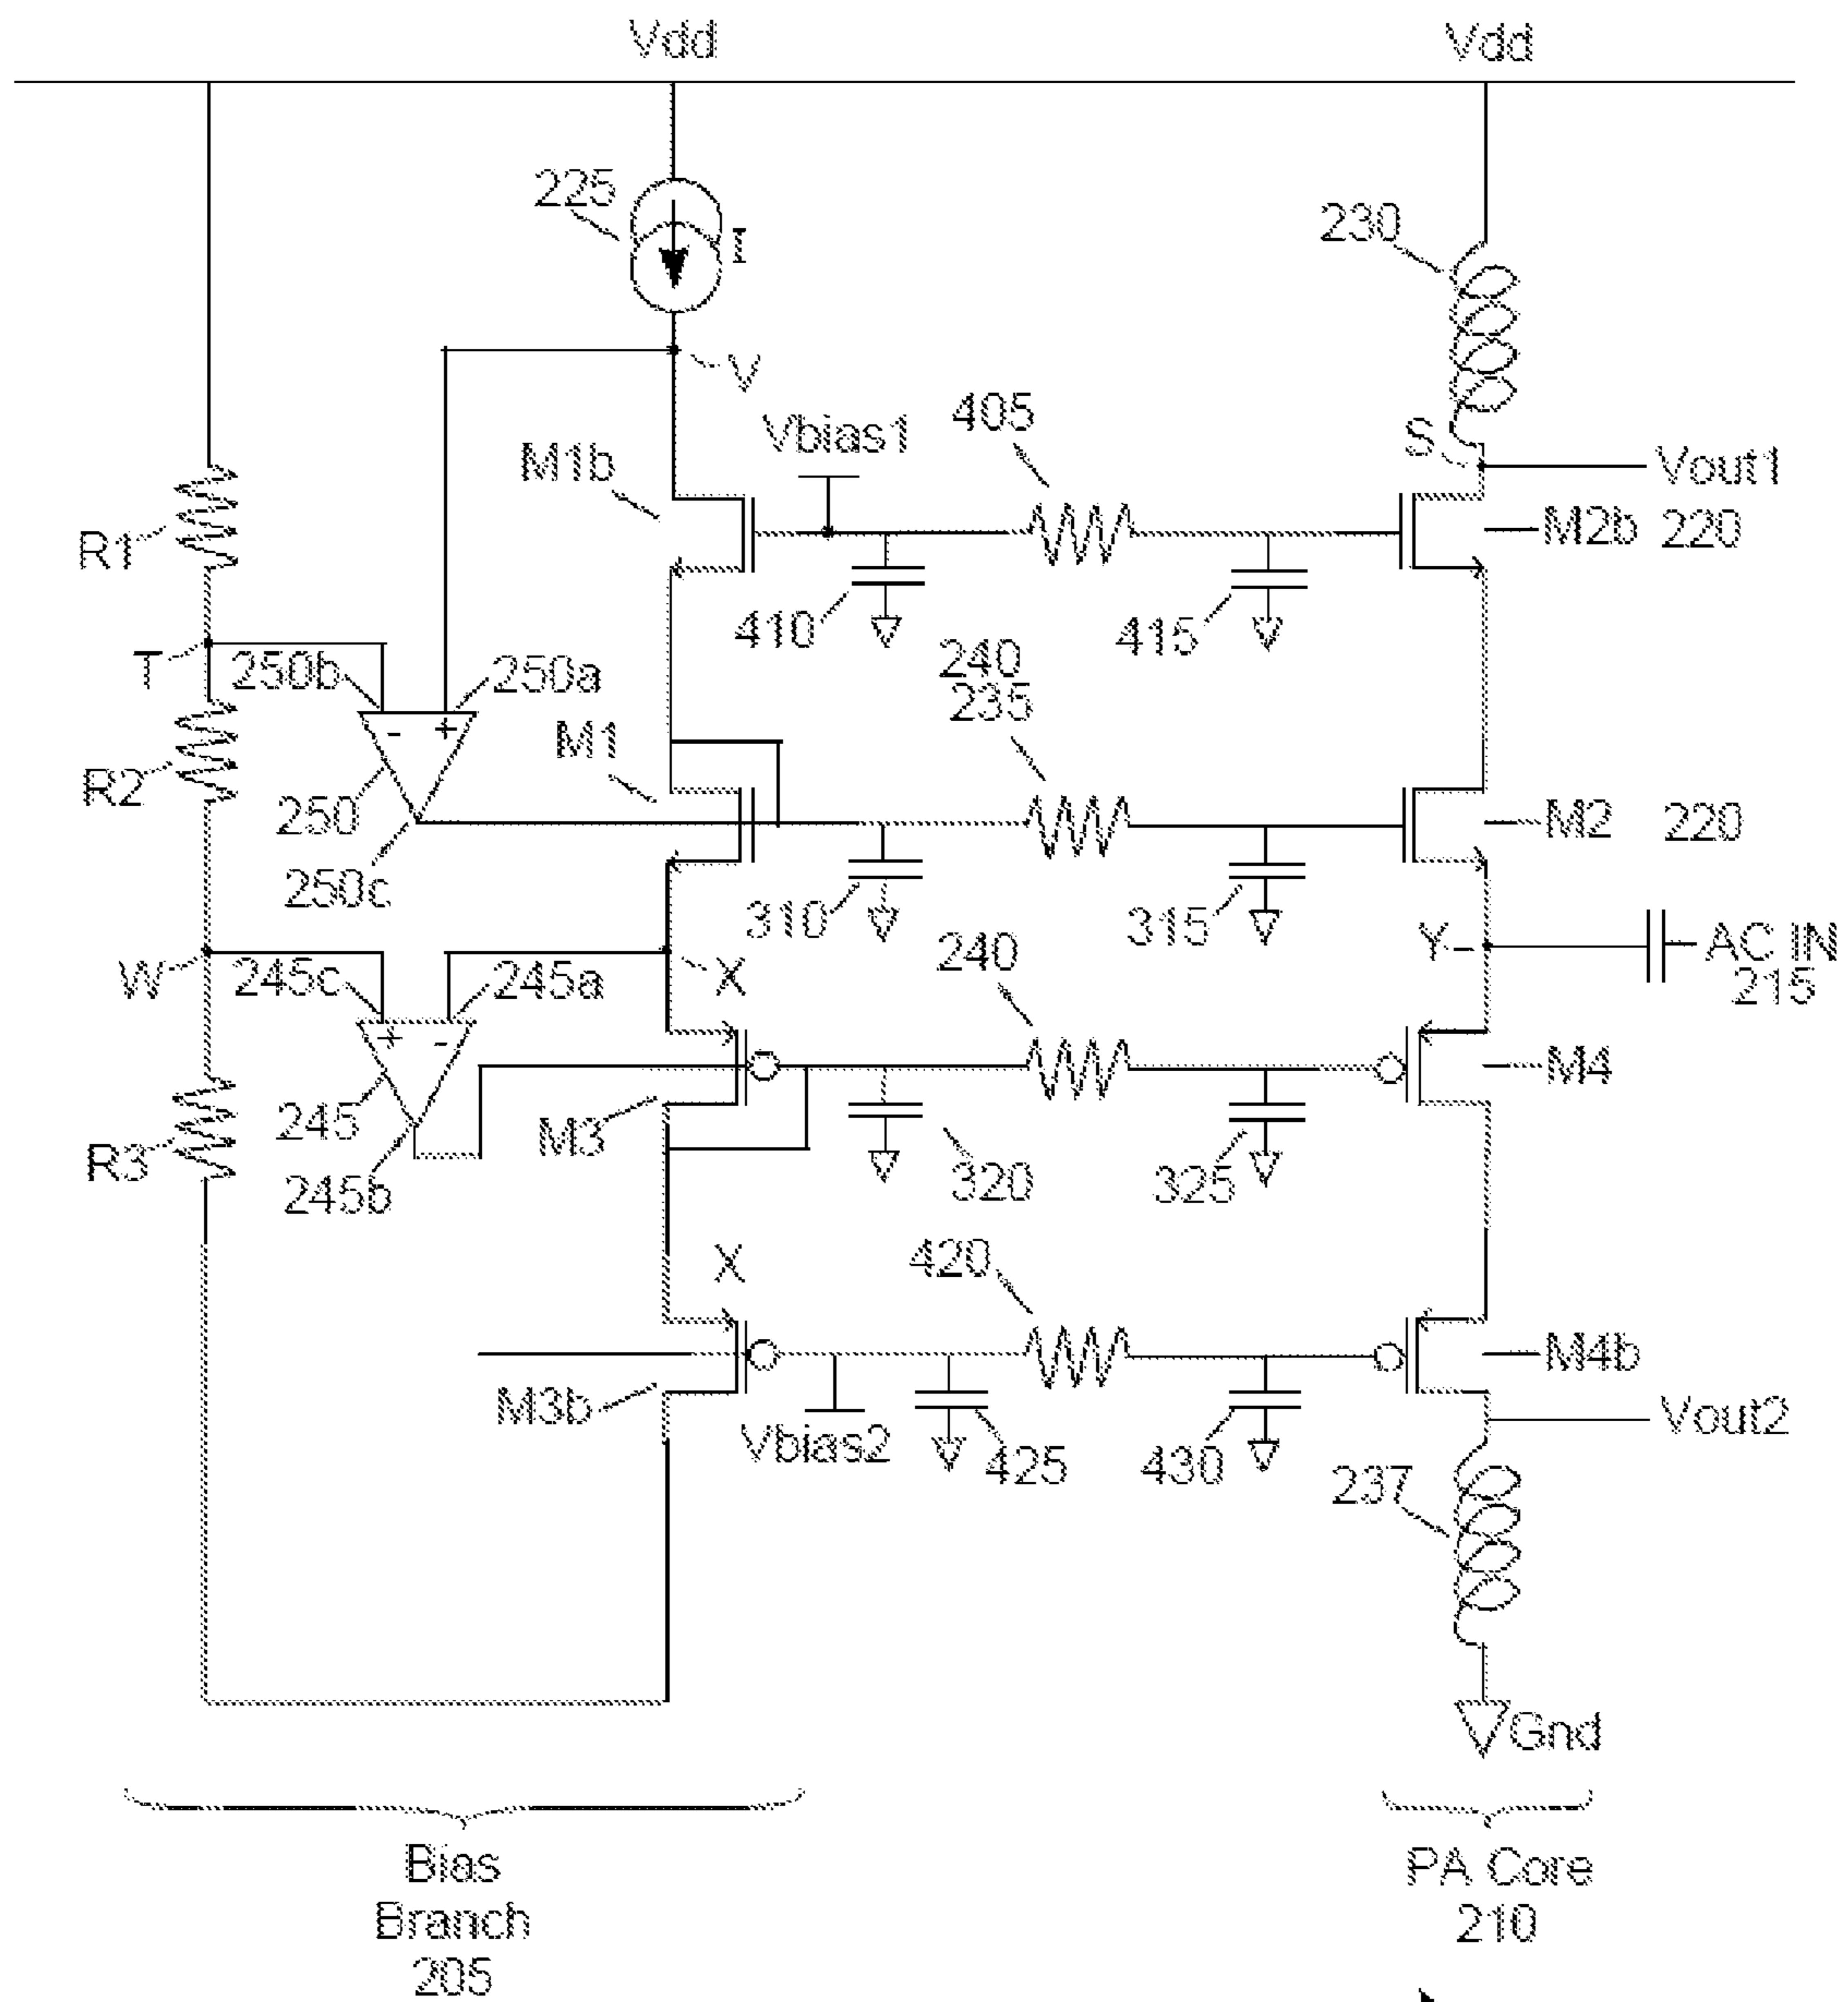 Vdd
Vdd
225
I
230
V
Vbias1
405
S
Vout1
M1b
R1
M2b 220
410
415
T
250b
250a
240
235
M1
-
+
R2
250
M2 220
250c
310
315
W
245c
245a
X
240
Y
AC IN
215
+
-
245
M3
M4
R3
245b
320
325
X
420
M3b
M4b
Vbias2
425
430
Vout2
237
Gnd
Bias
Branch
205
PA Core
210